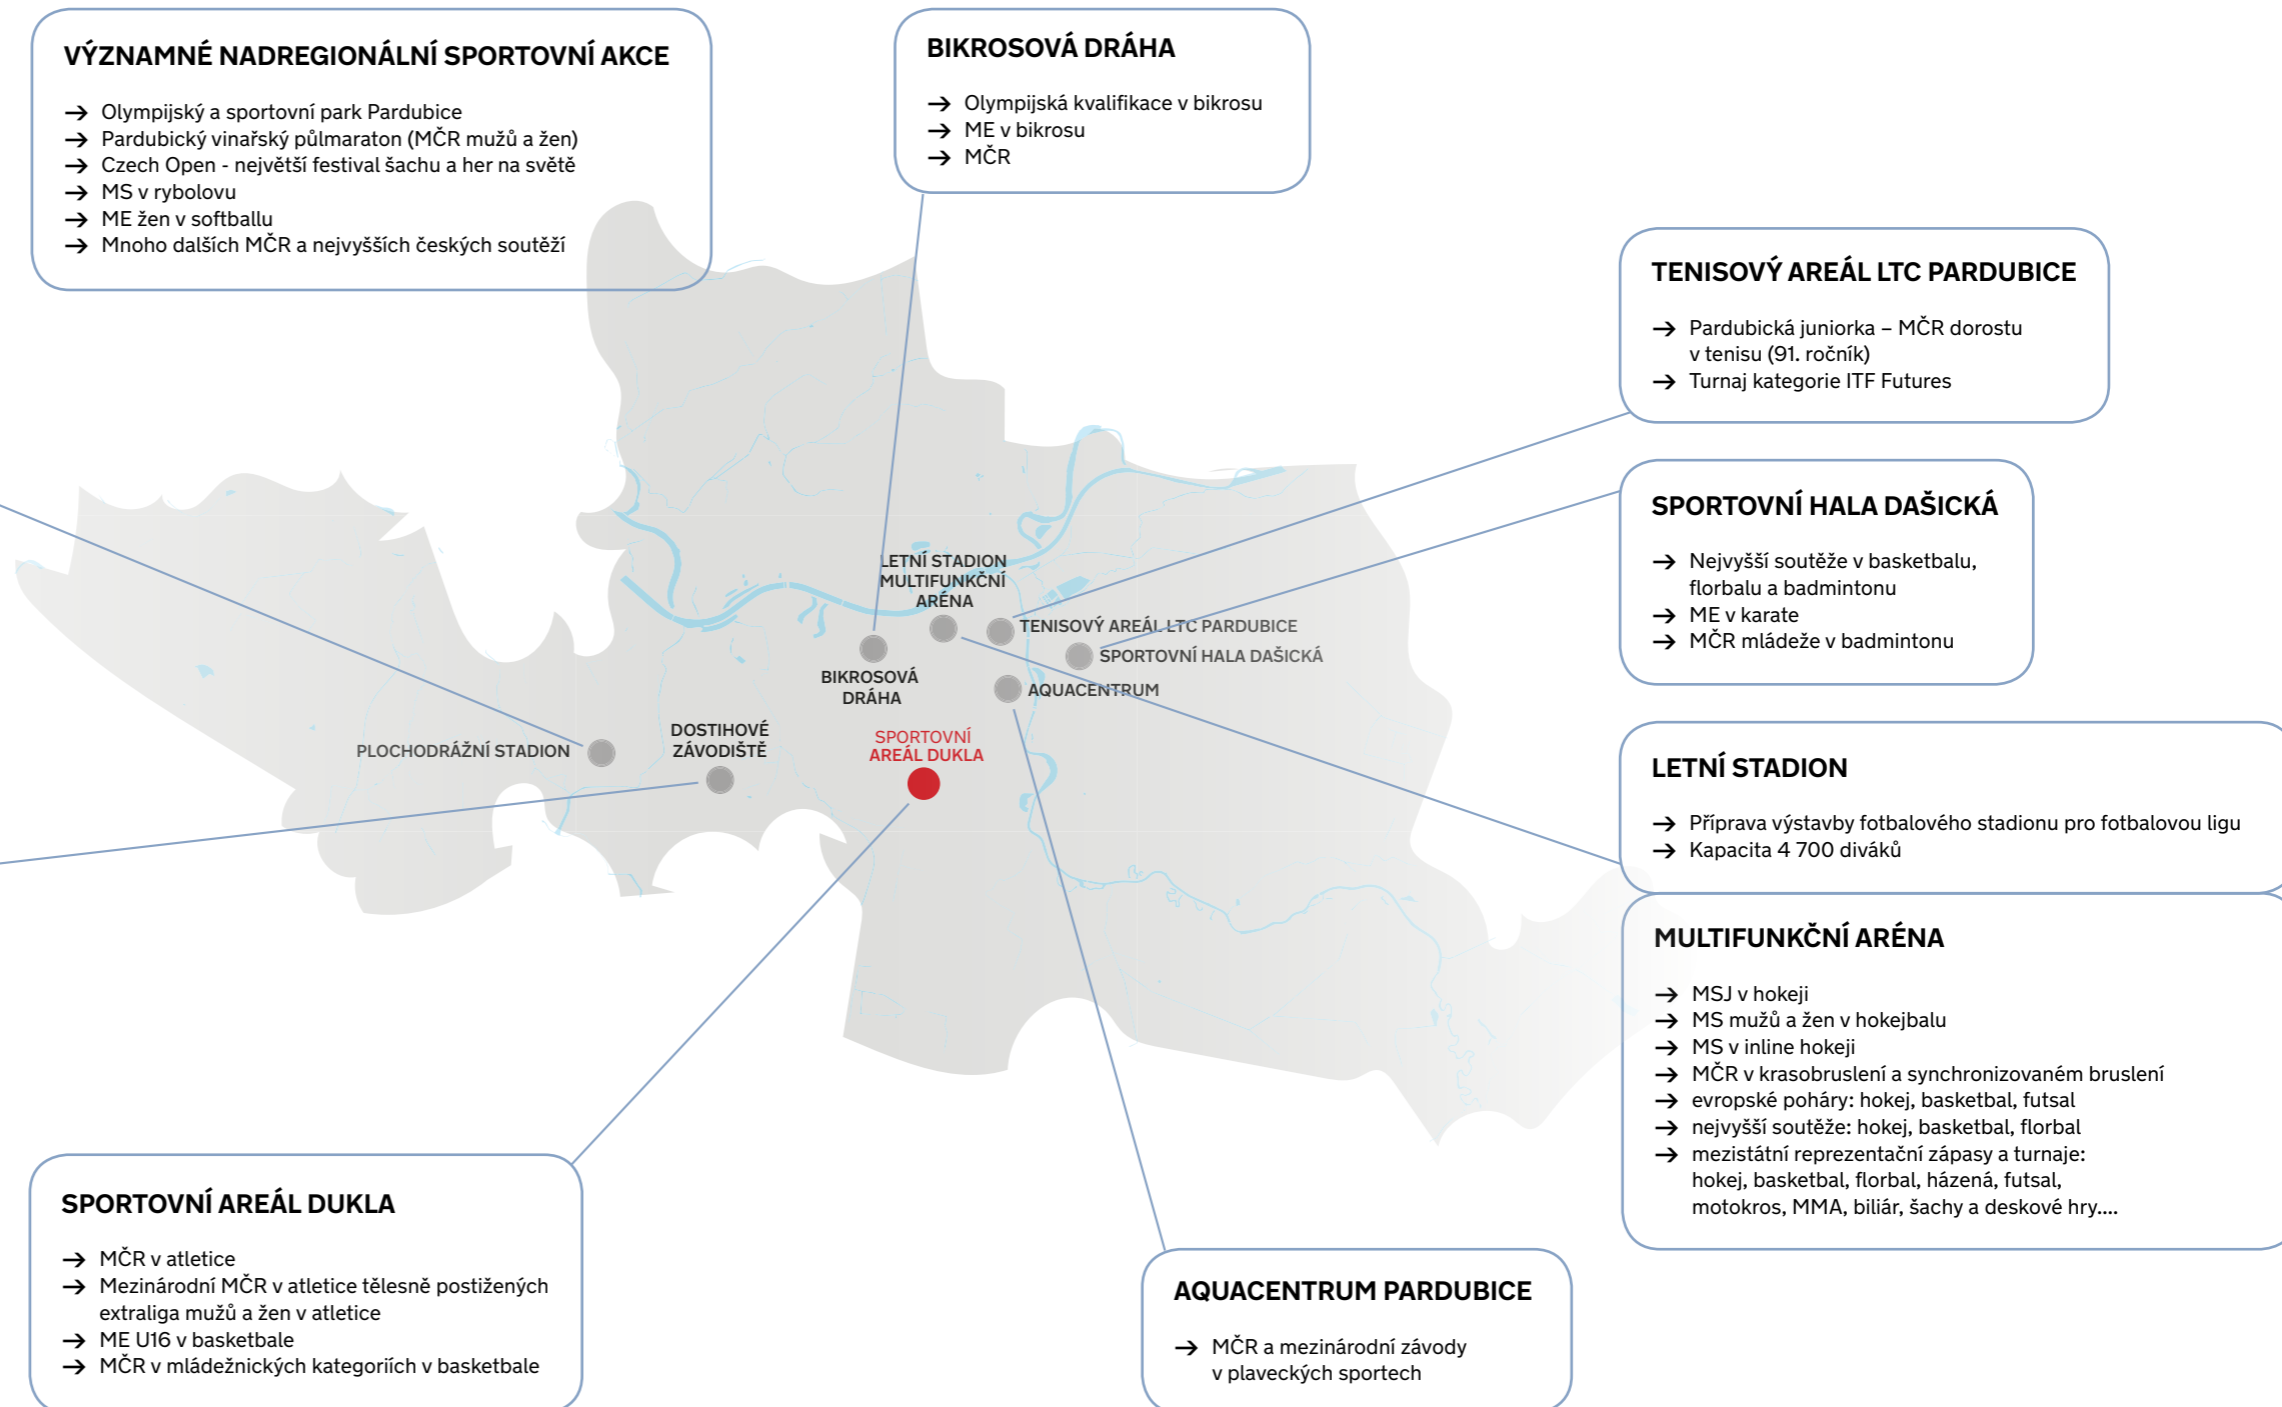 VÝZNAMNÉ NADREGIONÁLNÍ SPORTOVNÍ AKCE
→ Olympijský a sportovní park Pardubice
→ Pardubický vinařský půlmaraton (MČR mužů a žen)
→ Czech Open - největší festival šachu a her na světě
→ MS v rybolovu
→ ME žen v softballu
→ Mnoho dalších MČR a nejvyšších českých soutěží
BIKROSOVÁ DRÁHA
→ Olympijská kvalifikace v bikrosu
→ ME v bikrosu
→ MČR
TENISOVÝ AREÁL LTC PARDUBICE
→ Pardubická juniorka – MČR dorostu
v tenisu (91. ročník)
→ Turnaj kategorie ITF Futures
SPORTOVNÍ HALA DAŠICKÁ
→ Nejvyšší soutěže v basketbalu,
florbalu a badmintonu
→ ME v karate
→ MČR mládeže v badmintonu
LETNÍ STADION
MULTIFUNKČNÍ
ARÉNA
TENISOVÝ AREÁL LTC PARDUBICE
SPORTOVNÍ HALA DAŠICKÁ
BIKROSOVÁ
DRÁHA
AQUACENTRUM
PLOCHODRÁŽNÍ STADION
DOSTIHOVÉ
ZÁVODIŠTĚ
SPORTOVNÍ
AREÁL DUKLA
LETNÍ STADION
→ Příprava výstavby fotbalového stadionu pro fotbalovou ligu
→ Kapacita 4 700 diváků
MULTIFUNKČNÍ ARÉNA
→ MSJ v hokeji
→ MS mužů a žen v hokejbalu
→ MS v inline hokeji
→ MČR v krasobruslení a synchronizovaném bruslení
→ evropské poháry: hokej, basketbal, futsal
→ nejvyšší soutěže: hokej, basketbal, florbal
→ mezistátní reprezentační zápasy a turnaje:
hokej, basketbal, florbal, házená, futsal,
motokros, MMA, biliár, šachy a deskové hry....
SPORTOVNÍ AREÁL DUKLA
→ MČR v atletice
→ Mezinárodní MČR v atletice tělesně postižených
extraliga mužů a žen v atletice
→ ME U16 v basketbale
→ MČR v mládežnických kategoriích v basketbale
AQUACENTRUM PARDUBICE
→ MČR a mezinárodní závody
v plaveckých sportech